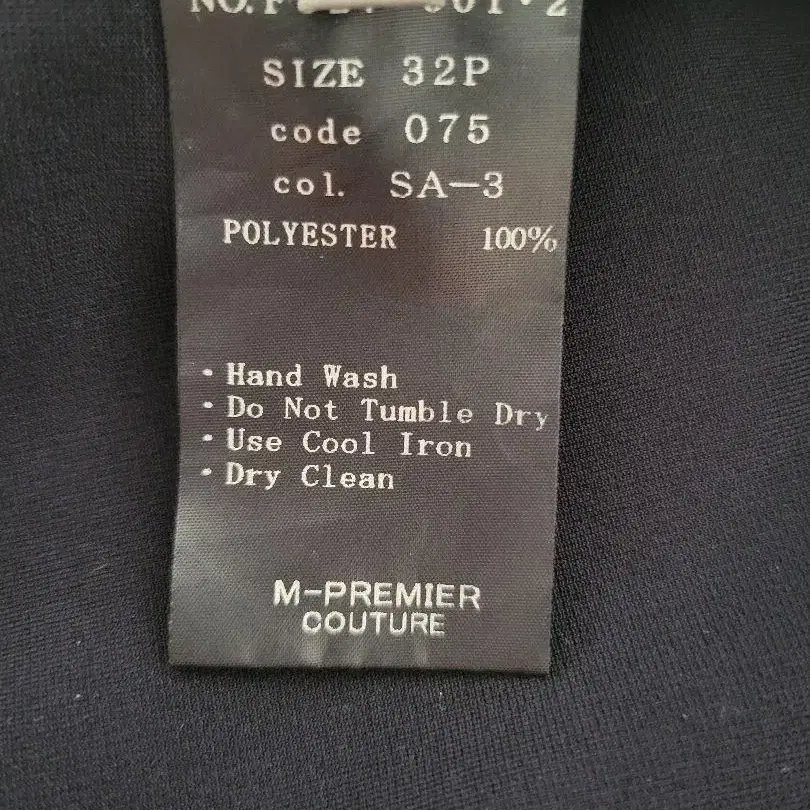 SIZE 32P
code 075
col. SA-3
POLYESTER 100%
・Hand Wash
・Do Not Tumble Dry
・Use Cool Iron
・Dry Clean
M-PREMIER
COUTURE